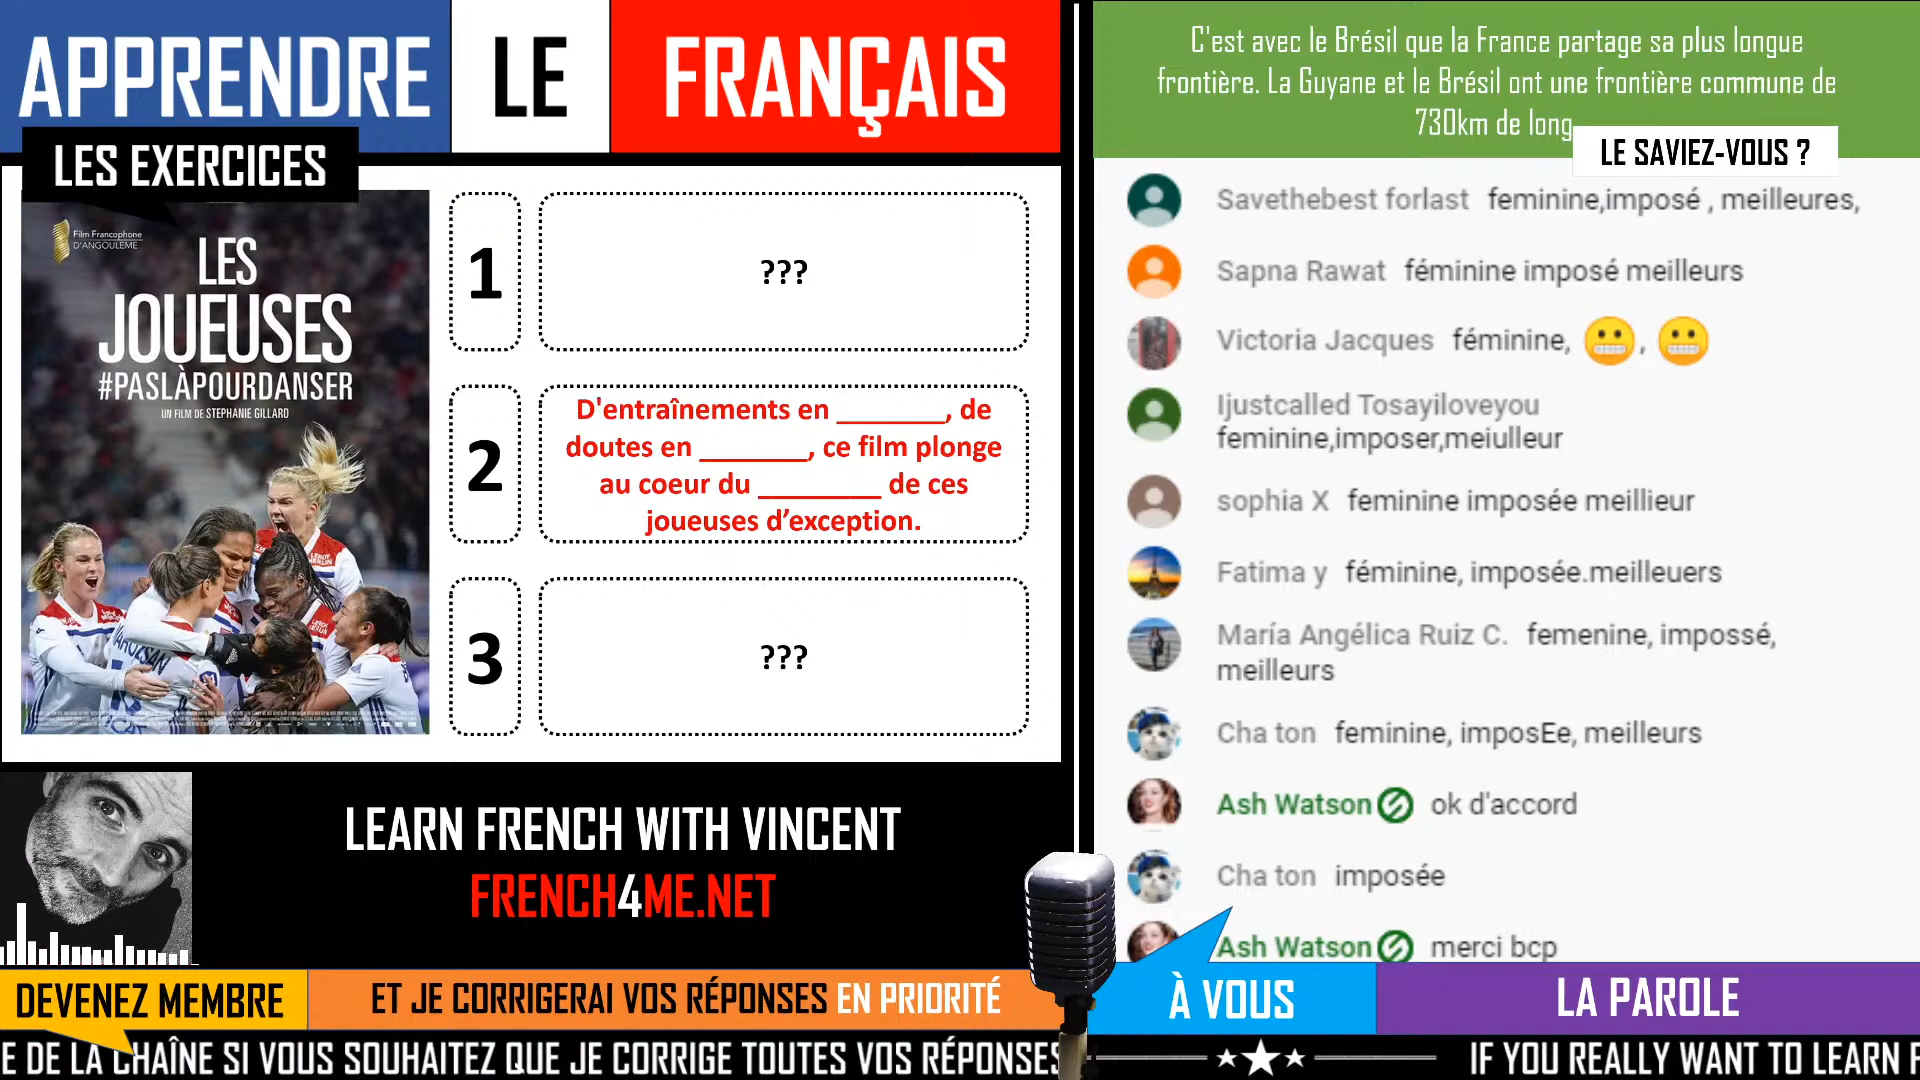 APPRENDRE LE FRANÇAIS
LES EXERCICES
Film Francophone
D'ANGOULÊME
LES
JOUEUSES
#PASLÀPOURDANSER
UN FILM DE STEPHANIE GILLARD
1
???
2
D'entraînements en _______, de
doutes en _______, ce film plonge
au coeur du ________ de ces
joueuses d’exception.
3
???
LEARN FRENCH WITH VINCENT
FRENCH4ME.NET
DEVENEZ MEMBRE
ET JE CORRIGERAI VOS RÉPONSES EN PRIORITÉ
E DE LA CHAÎNE SI VOUS SOUHAITEZ QUE JE CORRIGE TOUTES VOS RÉPONSES
C'est avec le Brésil que la France partage sa plus longue
frontière. La Guyane et le Brésil ont une frontière commune de
730km de long
LE SAVIEZ-VOUS ?
Savethebest forlast feminine,imposé , meilleures,
Sapna Rawat féminine imposé meilleurs
Victoria Jacques féminine, 😬, 😬
Ijustcalled Tosayiloveyou
feminine,imposer,meiulleur
sophia X feminine imposée meillieur
Fatima y féminine, imposée.meilleuers
María Angélica Ruiz C. femenine, impossé,
meilleurs
Cha ton feminine, imposEe, meilleurs
Ash Watson ok d'accord
Cha ton imposée
Ash Watson merci bcp
À VOUS
LA PAROLE
IF YOU REALLY WANT TO LEARN F